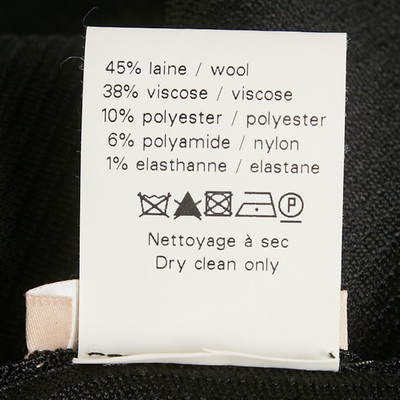 45% laine / wool
38% viscose / viscose
10% polyester / polyester
6% polyamide / nylon
1% elasthanne / elastane
P
Nettoyage à sec
Dry clean only